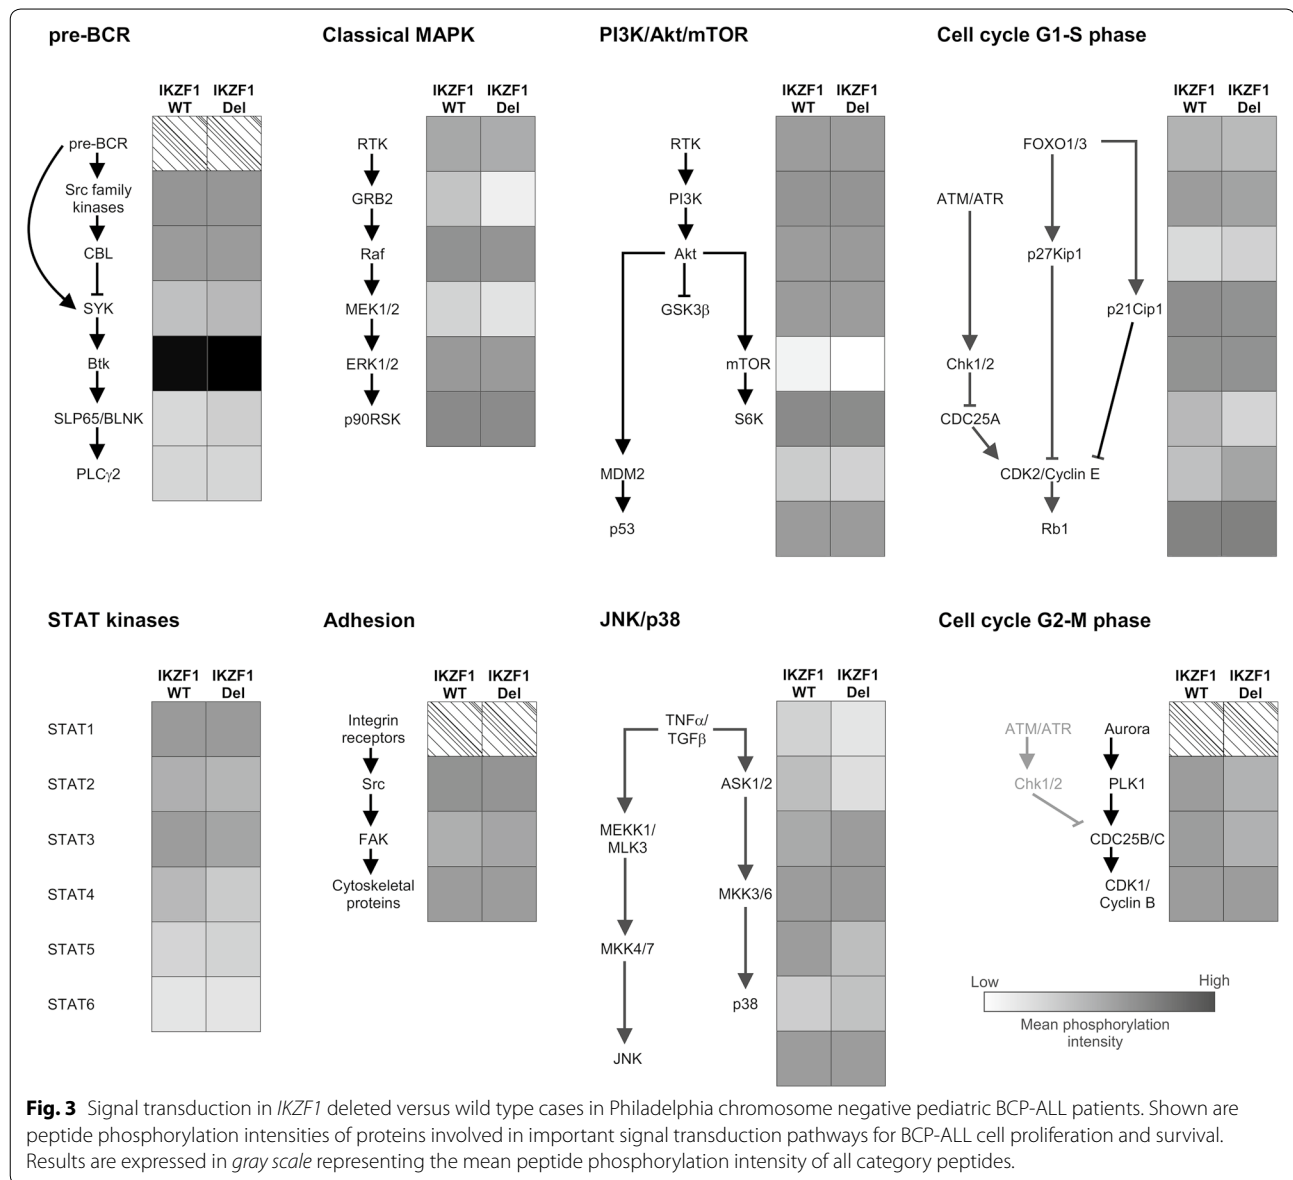 pre-BCR
IKZF1 IKZF1
WT Del
pre-BCR
Src family
kinases
CBL
SYK
Btk
SLP65/BLNK
PLCγ2
Classical MAPK
IKZF1 IKZF1
WT Del
RTK
GRB2
Raf
MEK1/2
ERK1/2
p90RSK
PI3K/Akt/mTOR
IKZF1 IKZF1
WT Del
RTK
PI3K
Akt
GSK3β
mTOR
S6K
MDM2
p53
Cell cycle G1-S phase
IKZF1 IKZF1
WT Del
FOXO1/3
ATM/ATR
p27Kip1
p21Cip1
Chk1/2
CDC25A
CDK2/Cyclin E
Rb1
STAT kinases
IKZF1 IKZF1
WT Del
STAT1
STAT2
STAT3
STAT4
STAT5
STAT6
Adhesion
IKZF1 IKZF1
WT Del
Integrin
receptors
Src
FAK
Cytoskeletal
proteins
JNK/p38
IKZF1 IKZF1
WT Del
TNFα/
TGFβ
ASK1/2
MEKK1/
MLK3
MKK3/6
MKK4/7
p38
JNK
Cell cycle G2-M phase
IKZF1 IKZF1
WT Del
ATM/ATR Aurora
Chk1/2 PLK1
CDC25B/C
CDK1/
Cyclin B
Low High
Mean phosphorylation
intensity
Fig. 3 Signal transduction in IKZF1 deleted versus wild type cases in Philadelphia chromosome negative pediatric BCP-ALL patients. Shown are
peptide phosphorylation intensities of proteins involved in important signal transduction pathways for BCP-ALL cell proliferation and survival.
Results are expressed in gray scale representing the mean peptide phosphorylation intensity of all category peptides.